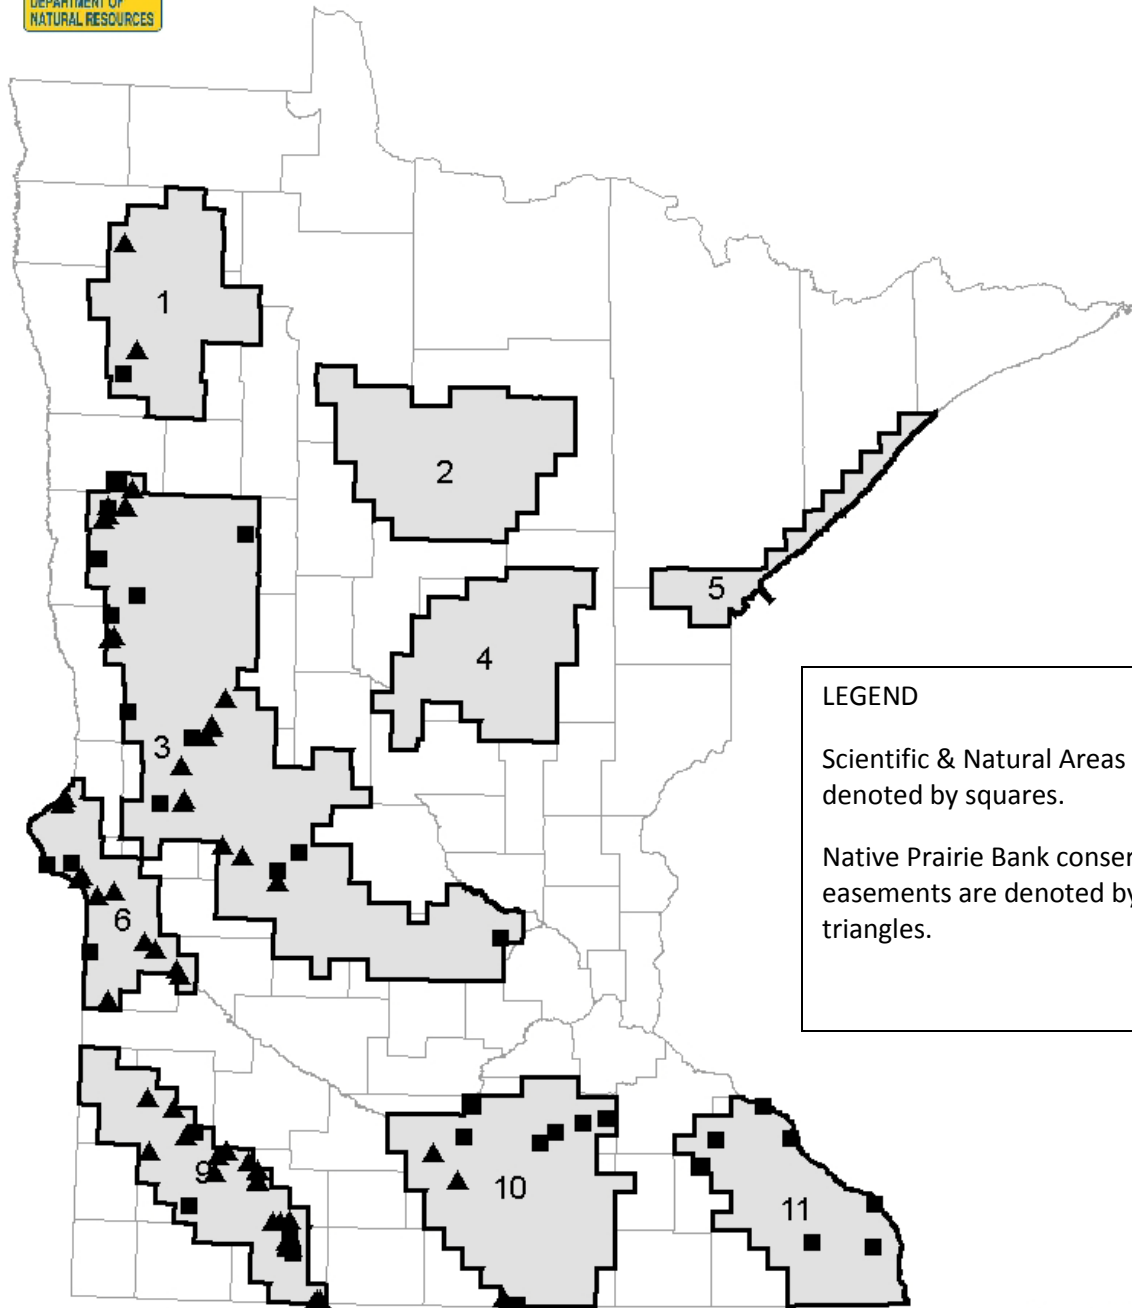 DEPARTMENT OF
NATURAL RESOURCES
1
2
3
4
5
6
9
10
11
LEGEND
Scientific & Natural Areas
denoted by squares.
Native Prairie Bank conser
easements are denoted by
triangles.